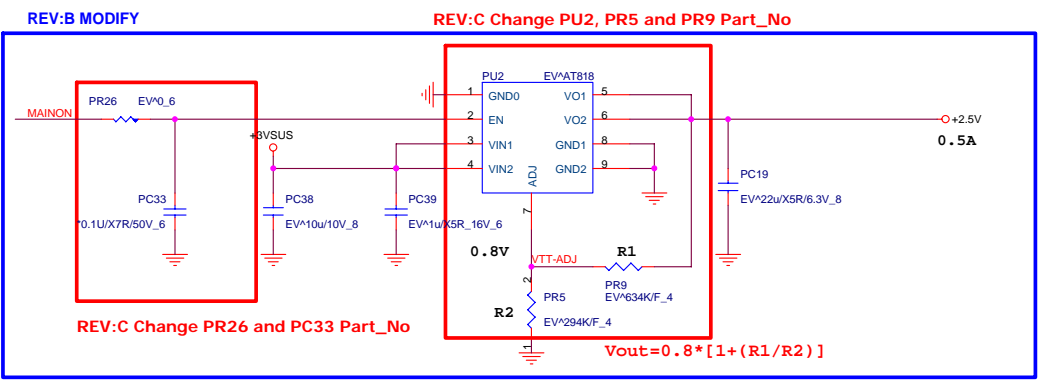 REV:B MODIFY
REV:C Change PU2, PR5 and PR9 Part_No
PU2 EV^AT818
PR26 EV^0_6
MAINON
1 GND0 VO1 5
2 EN VO2 6
3 VIN1 GND1 8
4 VIN2 GND2 9
ADJ
7
+3VSUS
+2.5V
0.5A
PC33
*0.1U/X7R/50V_6
PC38
EV^10u/10V_8
PC39
EV^1u/X5R_16V_6
PC19
EV^22u/X5R/6.3V_8
0.8V
VTT-ADJ
R1
PR9
EV^634K/F_4
2
R2
PR5
EV^294K/F_4
1
REV:C Change PR26 and PC33 Part_No
Vout=0.8*[1+(R1/R2)]